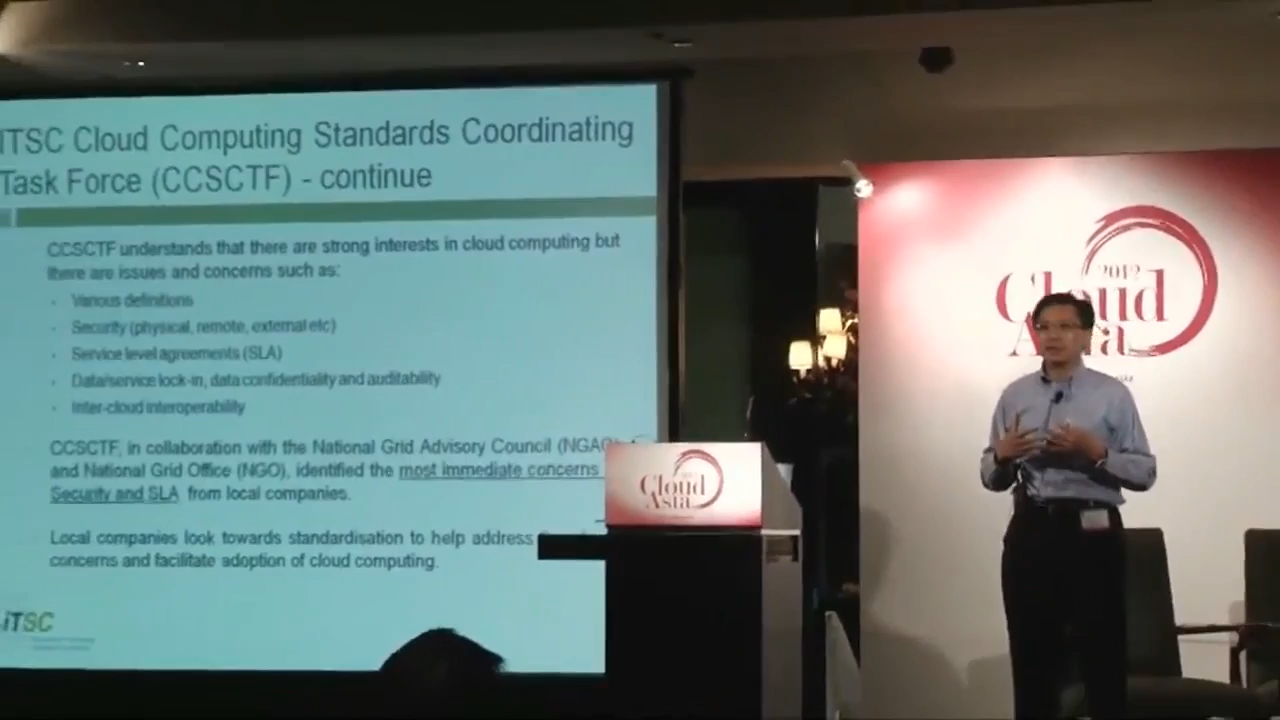 ITSC Cloud Computing Standards Coordinating
Task Force (CCSCTF) - continue
CCSCTF understands that there are strong interests in cloud computing but
there are issues and concerns such as:
Various definitions
Security (physical, remote, external etc)
Service level agreements (SLA)
Data/service lock-in, data confidentiality and auditability
Inter-cloud interoperability
CCSCTF, in collaboration with the National Grid Advisory Council (NGAC)
and National Grid Office (NGO), identified the most immediate concerns
Security and SLA from local companies.
Local companies look towards standardisation to help address
concerns and facilitate adoption of cloud computing.
iTSC
Cloud
Asia
2012
Cloud
Asia